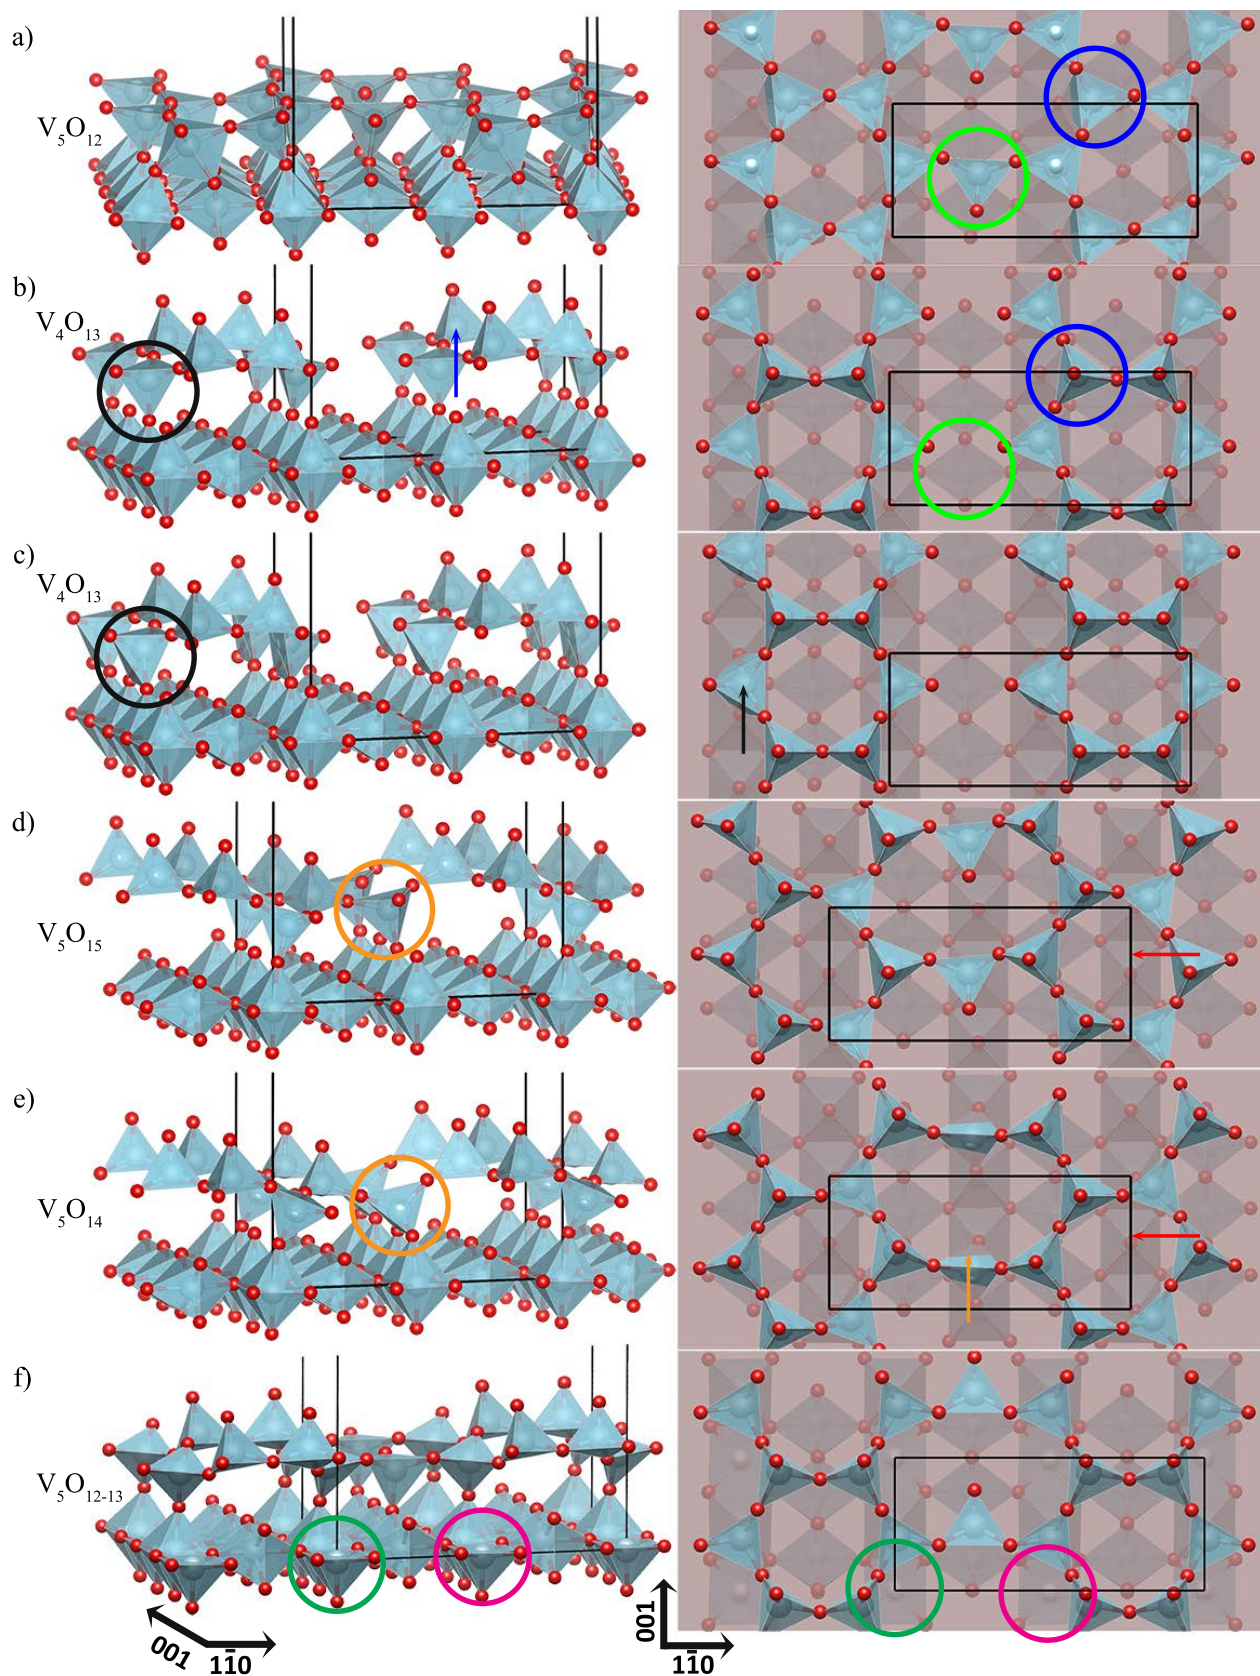 a)
V₅O₁₂
b)
V₄O₁₃
c)
V₄O₁₃
d)
V₅O₁₅
e)
V₅O₁₄
f)
V₅O₁₂₋₁₃
001
11̄0
001
11̄0